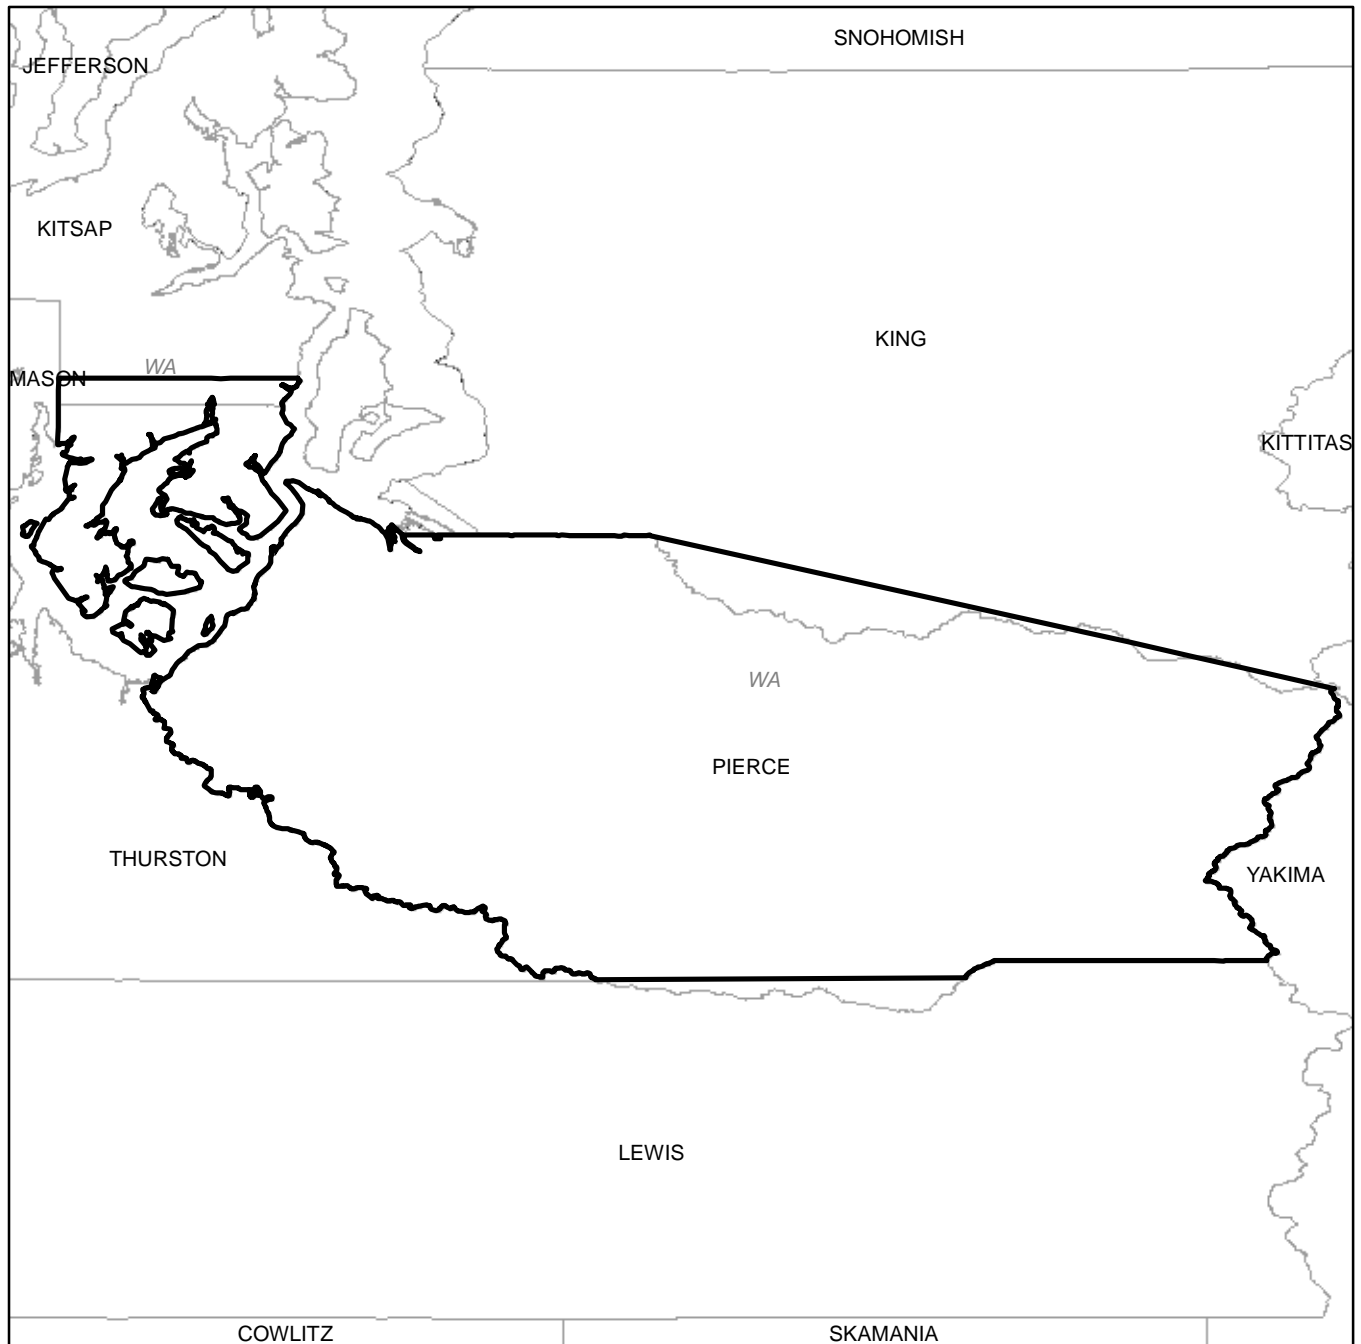 SNOHOMISH
JEFFERSON
KITSAP
KING
WA
MASON
KITTITAS
WA
PIERCE
THURSTON
YAKIMA
LEWIS
COWLITZ
SKAMANIA